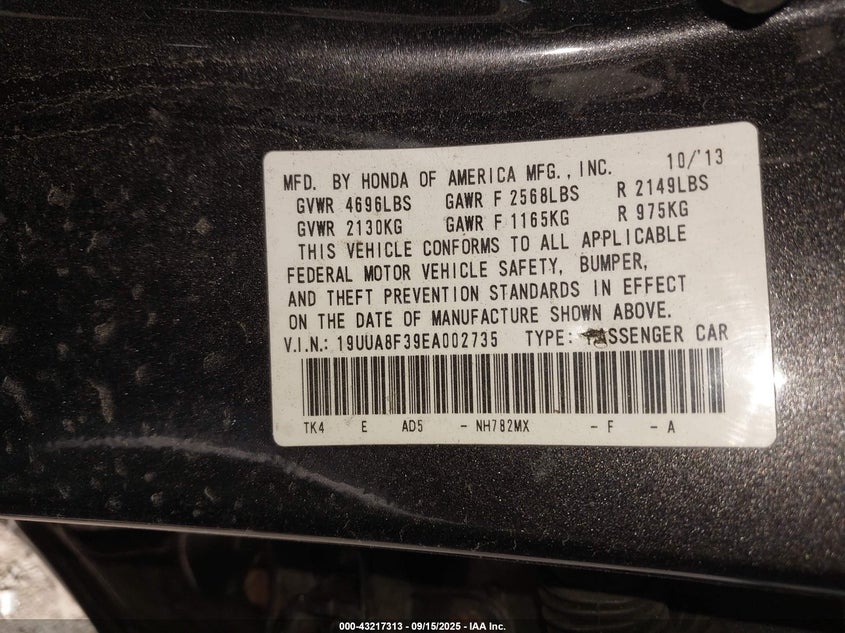 MFD. BY HONDA OF AMERICA MFG., INC. 10/'13
GVWR 4696LBS GAWR F 2568LBS R 2149LBS
GVWR 2130KG GAWR F 1165KG R 975KG
THIS VEHICLE CONFORMS TO ALL APPLICABLE
FEDERAL MOTOR VEHICLE SAFETY, BUMPER,
AND THEFT PREVENTION STANDARDS IN EFFECT
ON THE DATE OF MANUFACTURE SHOWN ABOVE.
V.I.N.: 19UUA8F39EA002735 TYPE: PASSENGER CAR
TK4 E AD5 - NH782MX - F - A
000-43217313 - 09/15/2025 - IAA Inc.